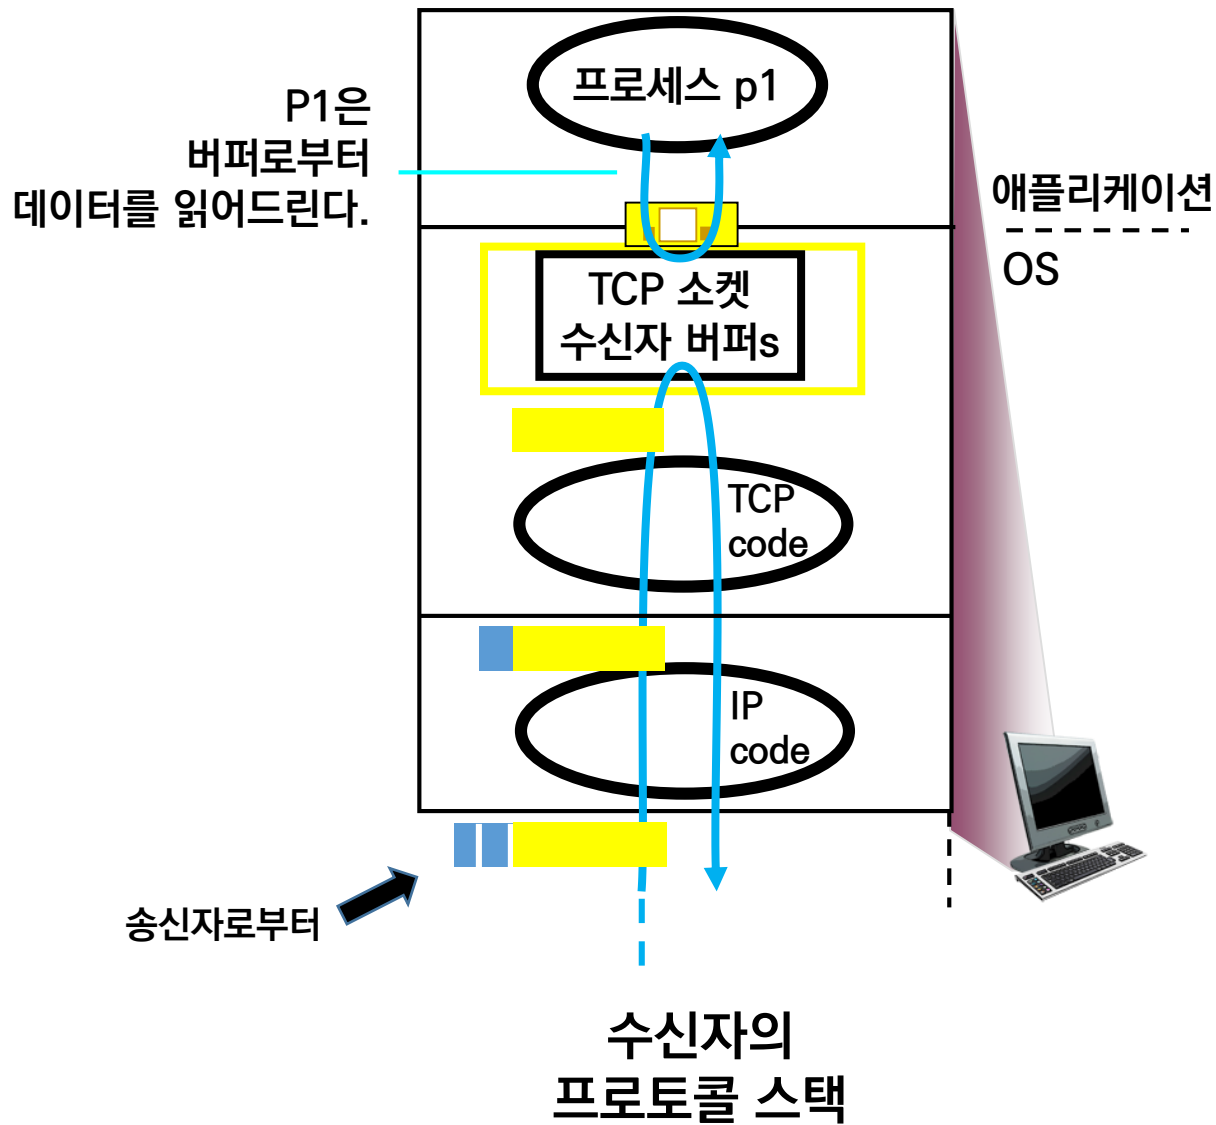 프로세스 p1
P1은
버퍼로부터
데이터를 읽어드린다.
애플리케이션
OS
TCP 소켓
수신자 버퍼s
TCP
code
IP
code
송신자로부터
수신자의
프로토콜 스택